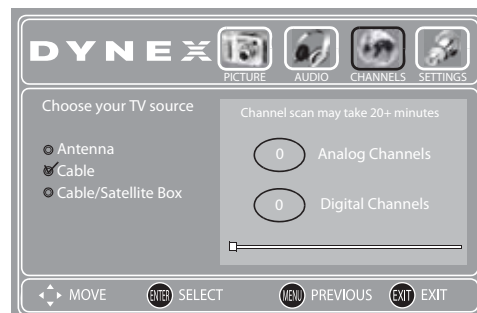 DYNEX
PICTURE AUDIO CHANNELS SETTINGS
Choose your TV source
Antenna
Cable
Cable/Satellite Box
Channel scan may take 20+ minutes
0 Analog Channels
0 Digital Channels
MOVE ENTER SELECT MENU PREVIOUS EXIT EXIT